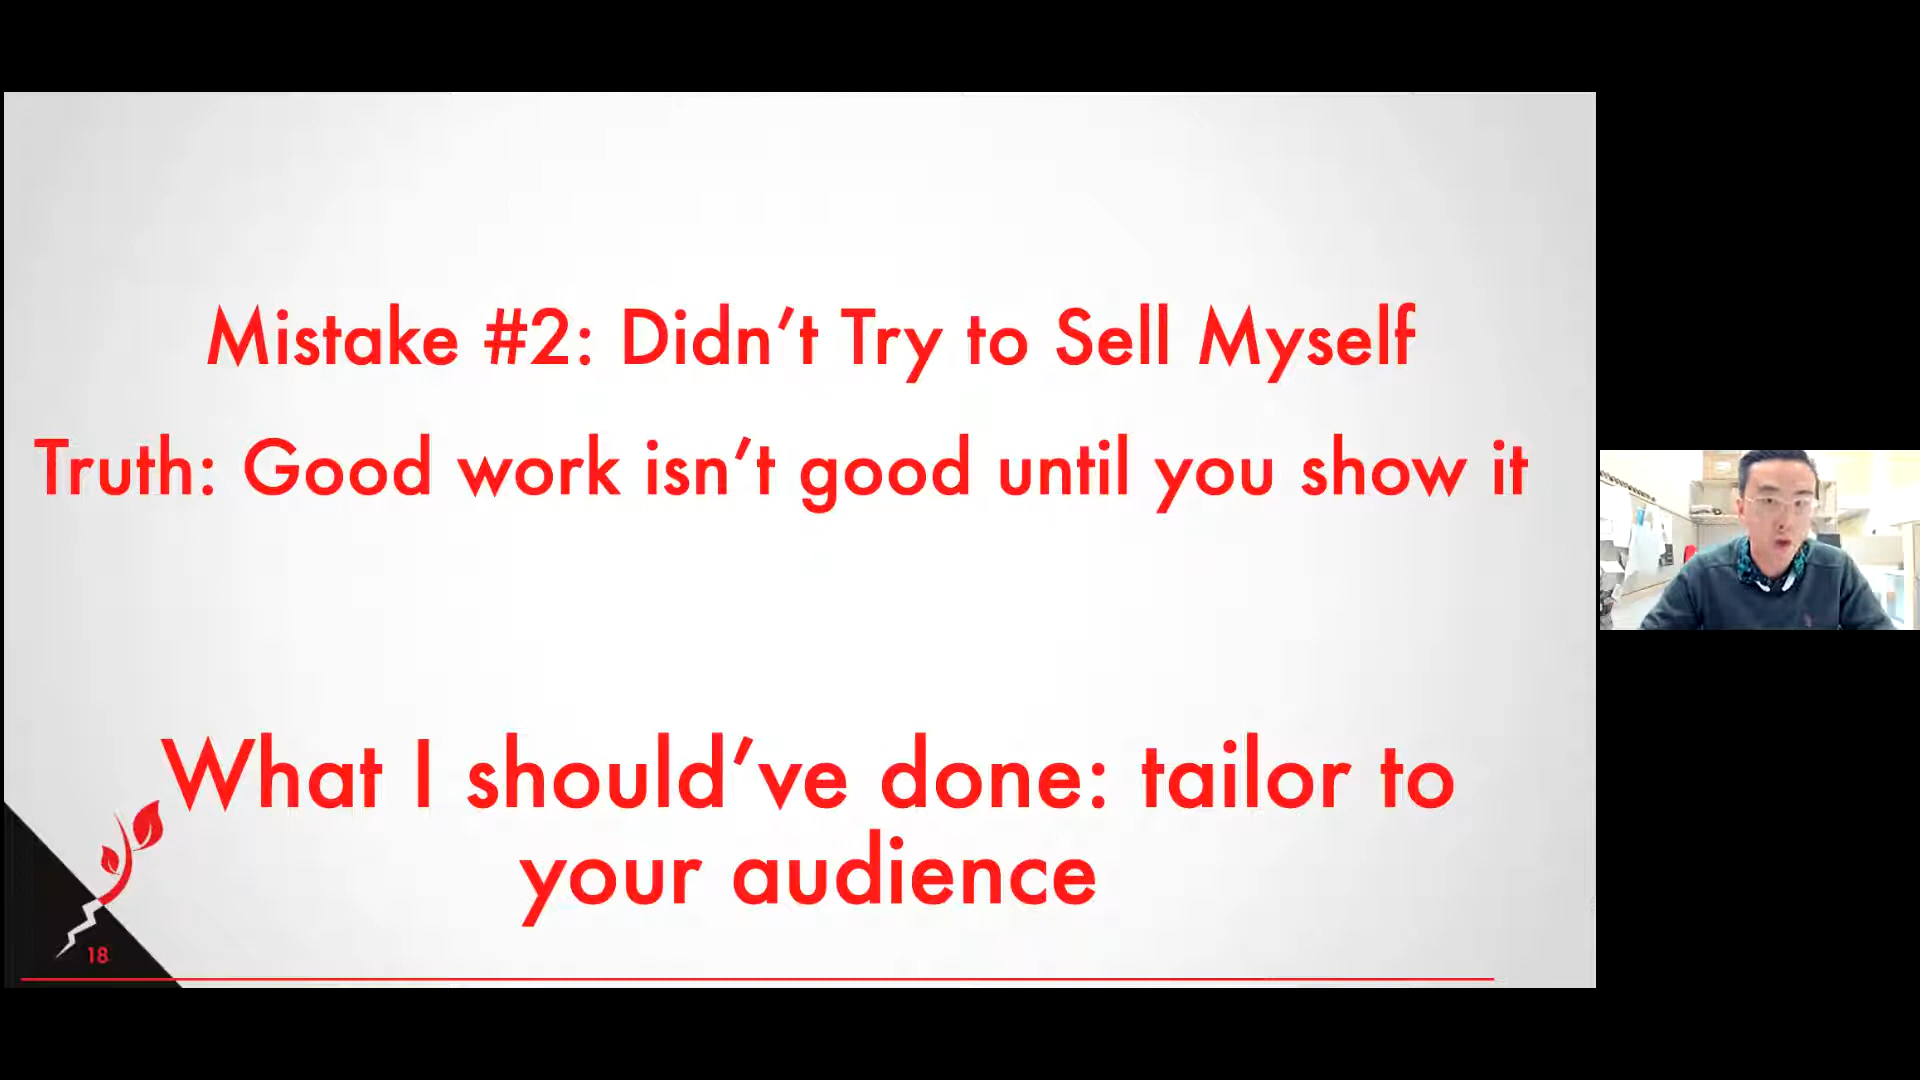 Mistake #2: Didn’t Try to Sell Myself
Truth: Good work isn’t good until you show it
What I should’ve done: tailor to
your audience
18